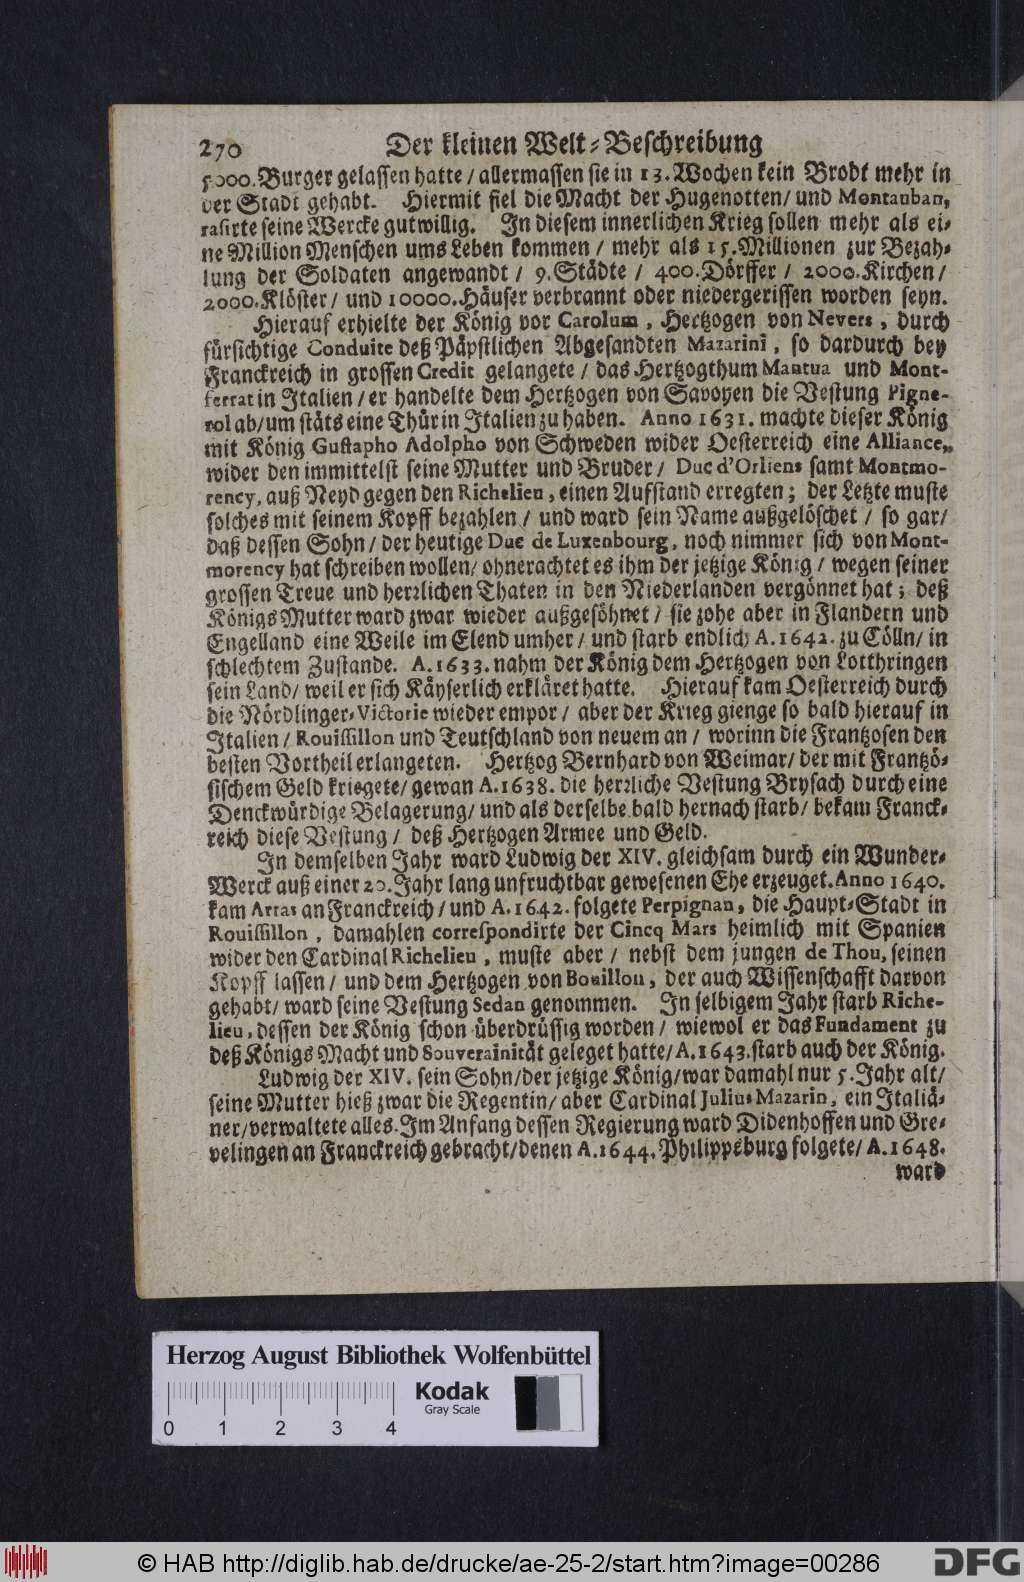 270 Der kleinen Welt-Beschreibung
5000. Burger gelassen hatte / allermassen sie in 13. Wochen kein Brodt mehr in
der Stadt gehabt. Hiermit fiel die Macht der Hugenotten / und Montauban,
rasirte seine Wercke gutwillig. In diesem innerlichen Krieg sollen mehr als ei-
ne Million Menschen ums Leben kommen / mehr als 15. Millionen zur Bezah-
lung der Soldaten angewandt / 9. Städte / 400. Dörffer / 2000. Kirchen /
2000. Klöster / und 10000. Häuser verbrannt oder niedergerissen worden seyn.
Hierauf erhielte der König vor Carolum, Hertzogen von Nevers, durch
fürsichtige Conduite deß Päpstlichen Abgesandten Mazarini, so dardurch bey
Franckreich in grossen Credit gelangete / das Hertzogthum Mantua und Mont-
ferrat in Italien / er handelte dem Hertzogen von Savoyen die Vestung Pigne-
rol ab / um stäts eine Thür in Italien zu haben. Anno 1631. machte dieser König
mit König Gustapho Adolpho von Schweden wider Oesterreich eine Alliance,
wider den immittelst seine Mutter und Bruder / Duc d'Orliens samt Montmo-
rency, auß Neyd gegen den Richelieu, einen Aufstand erregten; der Letzte muste
solches mit seinem Kopff bezahlen / und ward sein Name außgelöschet / so gar /
daß dessen Sohn / der heutige Duc de Luxenbourg, noch nimmer sich von Mont-
morency hat schreiben wollen / ohnerachtet es ihm der jetzige König / wegen seiner
grossen Treue und herrlichen Thaten in den Niederlanden vergönnet hat; deß
Königs Mutter ward zwar wieder außgesöhnet / sie zohe aber in Flandern und
Engelland eine Weile im Elend umher / und starb endlich A. 1642. zu Cölln / in
schlechtem Zustande. A. 1633. nahm der König dem Hertzogen von Lotthringen
sein Land / weil er sich Käyserlich erkläret hatte. Hierauf kam Oesterreich durch
die Nördlinger-Victorie wieder empor / aber der Krieg gienge so bald hierauf in
Italien / Rouissillon und Teutschland von neuem an / worinn die Frantzosen den
besten Vortheil erlangeten. Hertzog Bernhard von Weimar / der mit Frantzö-
sischem Geld kriegete / gewan A. 1638. die herrliche Vestung Brysach durch eine
Denckwürdige Belagerung / und als derselbe bald hernach starb / bekam Franck-
reich diese Vestung / deß Hertzogen Armee und Geld.
In demselben Jahr ward Ludwig der XIV. gleichsam durch ein Wunder-
Werck auß einer 20. Jahr lang unfruchtbar gewesenen Ehe erzeuget. Anno 1640.
kam Arras an Franckreich / und A. 1642. folgete Perpignan, die Haupt-Stadt in
Rouissillon, damahlen correspondirte der Cincq Mars heimlich mit Spanien
wider den Cardinal Richelieu, muste aber / nebst dem jungen de Thou, seinen
Kopff lassen / und dem Hertzogen von Bouillou, der auch Wissenschafft darvon
gehabt / ward seine Vestung Sedan genommen. In selbigem Jahr starb Riche-
lieu, dessen der König schon überdrüssig worden / wiewol er das Fundament zu
deß Königs Macht und Souverainität geleget hatte / A. 1643. starb auch der König.
Ludwig der XIV. sein Sohn / der jetzige König / war damahl nur 5. Jahr alt /
seine Mutter hieß zwar die Regentin / aber Cardinal Julius Mazarin, ein Italiä-
ner / verwaltete alles. Im Anfang dessen Regierung ward Didenhoffen und Gre-
velingen an Franckreich gebracht / denen A. 1644. Philippsburg folgete / A. 1648.
ward
Herzog August Bibliothek Wolfenbüttel
Kodak
Gray Scale
0 1 2 3 4
© HAB http://diglib.hab.de/drucke/ae-25-2/start.htm?image=00286
DFG